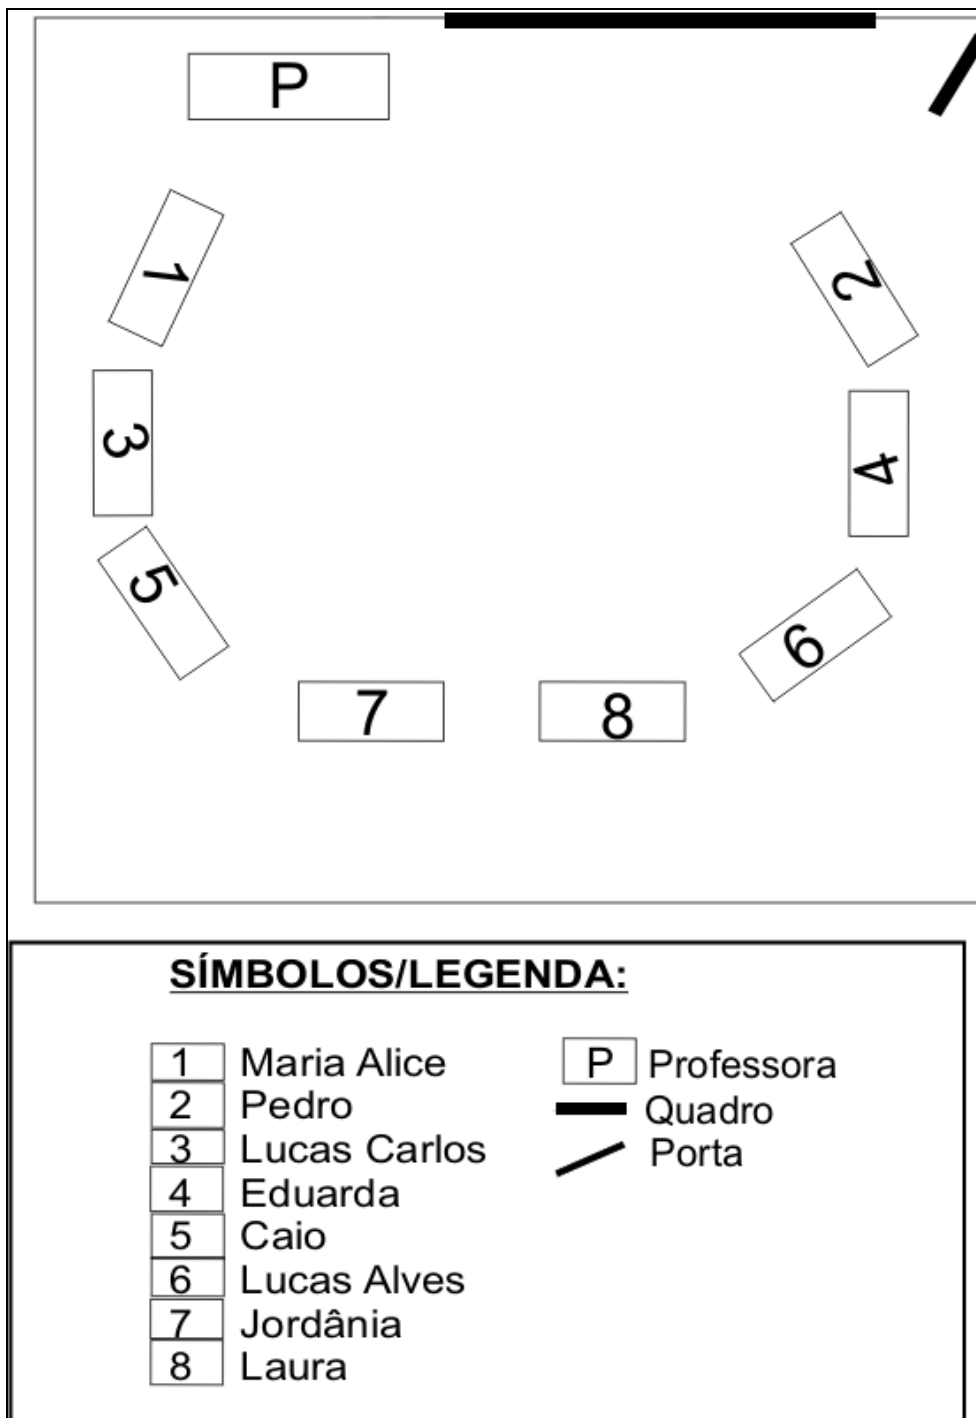 P
1
2
3
4
5
6
7
8
SÍMBOLOS/LEGENDA:
1 Maria Alice
2 Pedro
3 Lucas Carlos
4 Eduarda
5 Caio
6 Lucas Alves
7 Jordânia
8 Laura
P Professora
Quadro
Porta